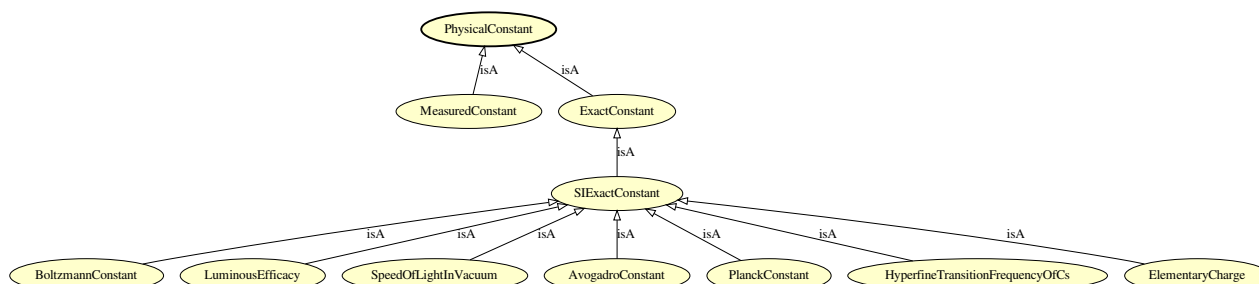 PhysicalConstant
isA
isA
MeasuredConstant
ExactConstant
isA
SIExactConstant
isA
isA
isA
isA
isA
isA
isA
BoltzmannConstant
LuminousEfficacy
SpeedOfLightInVacuum
AvogadroConstant
PlanckConstant
HyperfineTransitionFrequencyOfCs
ElementaryCharge